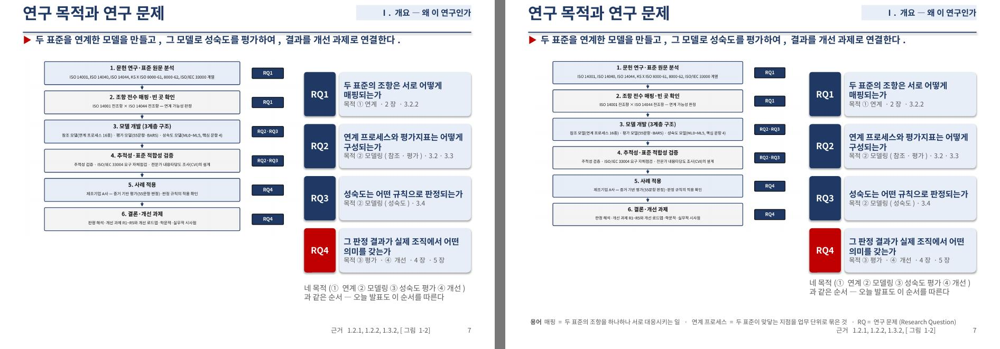 연구 목적과 연구 문제
Ⅰ. 개요 — 왜 이 연구인가
▶ 두 표준을 연계한 모델을 만들고, 그 모델로 성숙도를 평가하여, 결과를 개선 과제로 연결한다.
1. 문헌 연구·표준 원문 분석
ISO 14001, ISO 14040, ISO 14044, KS X ISO 8000-61, 8000-62, ISO/IEC 33000 계열
RQ1
2. 조항 전수 매핑·빈 곳 확인
ISO 14001 전조항 × ISO 14044 전조항 — 연계 가능성 판정
RQ1
3. 모델 개발 (3계층 구조)
참조 모델(연계 프로세스 16종) · 평가 모델(55문항·BARS) · 성숙도 모델(ML0~ML5, 핵심 문항 4)
RQ2·RQ3
4. 추적성·표준 적합성 검증
추적성 검증 · ISO/IEC 33004 요구 자체점검 · 전문가 내용타당도 조사(CVI)의 설계
RQ2·RQ3
5. 사례 적용
제조기업 A사 — 증거 기반 평가(55문항 판정)·판정 규칙의 적용 확인
RQ4
6. 결론·개선 과제
판정 해석·개선 과제 R1~R5와 개선 로드맵·학문적·실무적 시사점
RQ4
RQ1
두 표준의 조항은 서로 어떻게
매핑되는가
목적 ① 연계 · 2 장 · 3.2.2
RQ2
연계 프로세스와 평가지표는 어떻게
구성되는가
목적 ② 모델링 ( 참조 · 평가 ) · 3.2 · 3.3
RQ3
성숙도는 어떤 규칙으로 판정되는가
목적 ② 모델링 ( 성숙도 ) · 3.4
RQ4
그 판정 결과가 실제 조직에서 어떤
의미를 갖는가
목적 ③ 평가 · ④ 개선 · 4 장 · 5 장
네 목적 (① 연계 ② 모델링 ③ 성숙도 평가 ④ 개선 )
과 같은 순서 — 오늘 발표도 이 순서를 따른다
근거 1.2.1, 1.2.2, 1.3.2, [ 그림 1-2]
7
연구 목적과 연구 문제
Ⅰ. 개요 — 왜 이 연구인가
▶ 두 표준을 연계한 모델을 만들고, 그 모델로 성숙도를 평가하여, 결과를 개선 과제로 연결한다.
1. 문헌 연구·표준 원문 분석
ISO 14001, ISO 14040, ISO 14044, KS X ISO 8000-61, 8000-62, ISO/IEC 33000 계열
RQ1
2. 조항 전수 매핑·빈 곳 확인
ISO 14001 전조항 × ISO 14044 전조항 — 연계 가능성 판정
RQ1
3. 모델 개발 (3계층 구조)
참조 모델(연계 프로세스 16종) · 평가 모델(55문항·BARS) · 성숙도 모델(ML0~ML5, 핵심 문항 4)
RQ2·RQ3
4. 추적성·표준 적합성 검증
추적성 검증 · ISO/IEC 33004 요구 자체점검 · 전문가 내용타당도 조사(CVI)의 설계
RQ2·RQ3
5. 사례 적용
제조기업 A사 — 증거 기반 평가(55문항 판정)·판정 규칙의 적용 확인
RQ4
6. 결론·개선 과제
판정 해석·개선 과제 R1~R5와 개선 로드맵·학문적·실무적 시사점
RQ4
RQ1
두 표준의 조항은 서로 어떻게
매핑되는가
목적 ① 연계 · 2 장 · 3.2.2
RQ2
연계 프로세스와 평가지표는 어떻게
구성되는가
목적 ② 모델링 ( 참조 · 평가 ) · 3.2 · 3.3
RQ3
성숙도는 어떤 규칙으로 판정되는가
목적 ② 모델링 ( 성숙도 ) · 3.4
RQ4
그 판정 결과가 실제 조직에서 어떤
의미를 갖는가
목적 ③ 평가 · ④ 개선 · 4 장 · 5 장
네 목적 (① 연계 ② 모델링 ③ 성숙도 평가 ④ 개선 )
과 같은 순서 — 오늘 발표도 이 순서를 따른다
용어 매핑 = 두 표준의 조항을 하나하나 서로 대응시키는 일 · 연계 프로세스 = 두 표준이 맞닿는 지점을 업무 단위로 묶은 것 · RQ = 연구 문제 (Research Question)
근거 1.2.1, 1.2.2, 1.3.2, [ 그림 1-2]
7